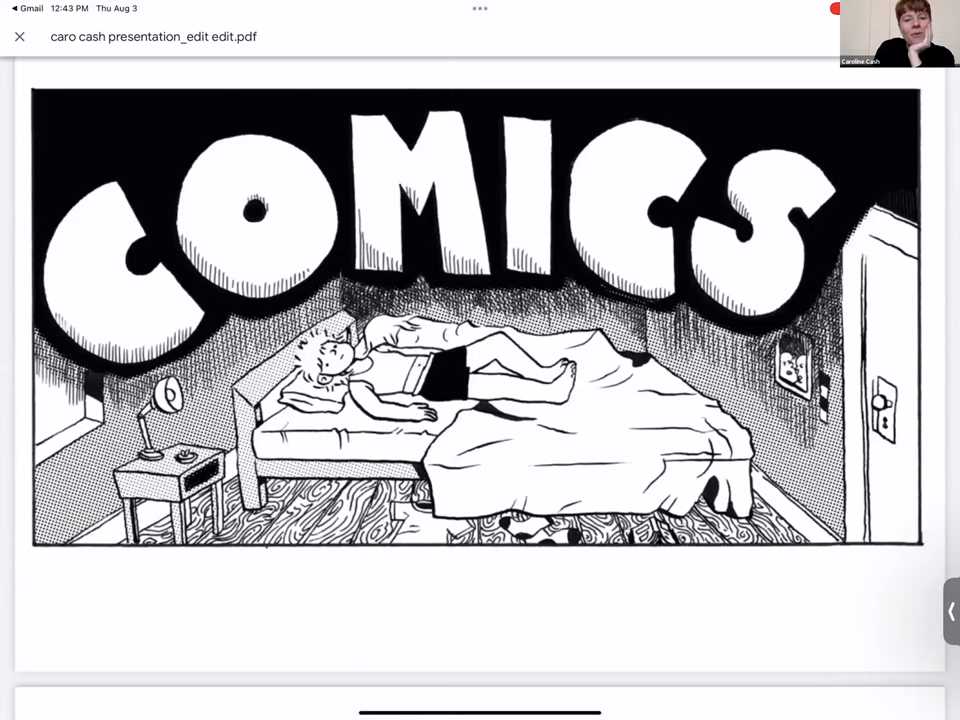 Gmail 12:43 PM Thu Aug 3
caro cash presentation_edit edit.pdf
Caroline Cash
COMICS